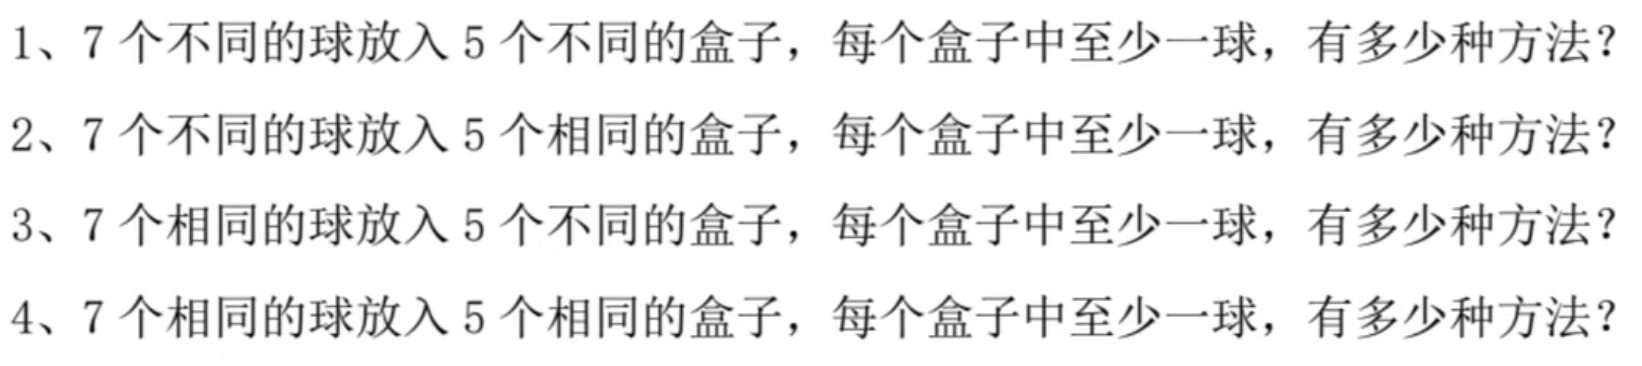 1、7 个不同的球放入 5 个不同的盒子，每个盒子中至少一球，有多少种方法？
2、7 个不同的球放入 5 个相同的盒子，每个盒子中至少一球，有多少种方法？
3、7 个相同的球放入 5 个不同的盒子，每个盒子中至少一球，有多少种方法？
4、7 个相同的球放入 5 个相同的盒子，每个盒子中至少一球，有多少种方法？